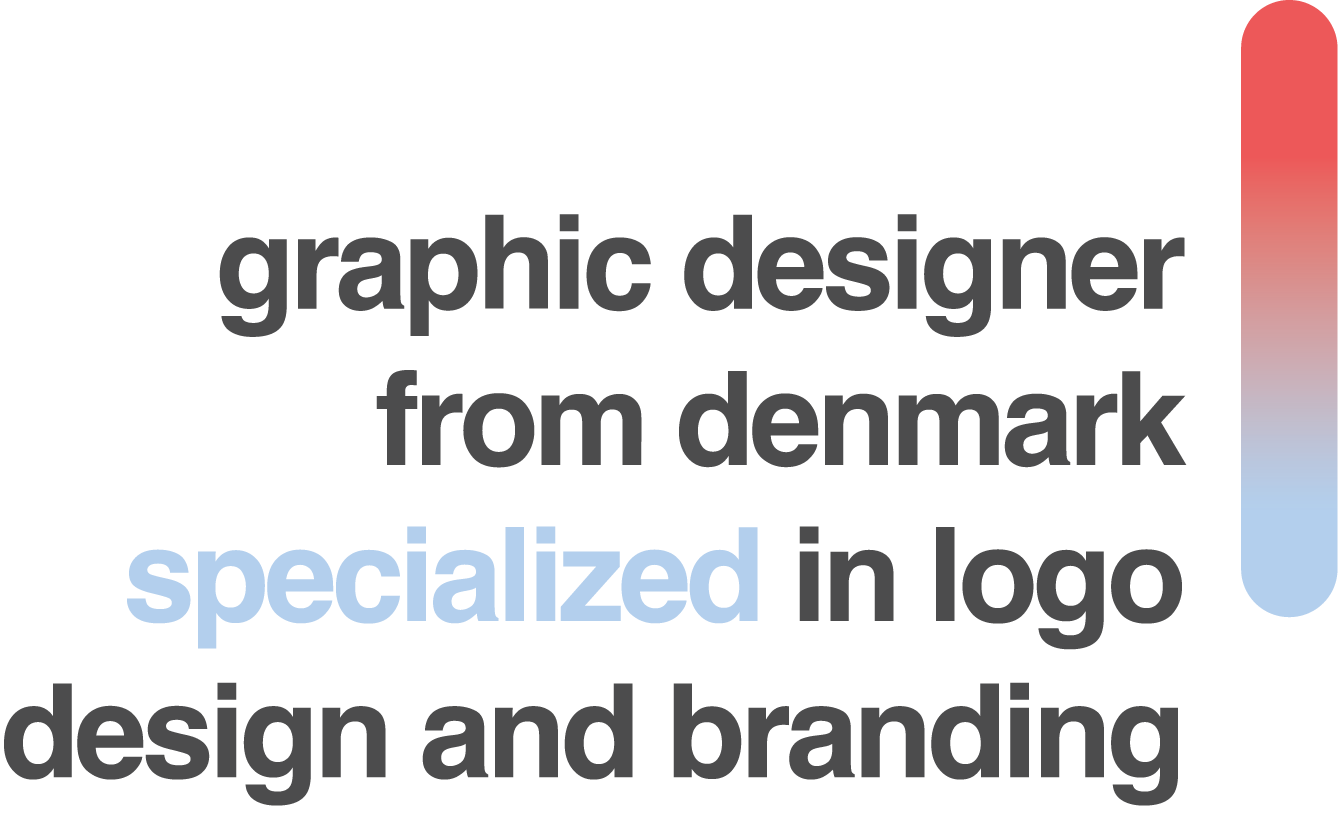 graphic designer
from denmark
specialized in logo
design and branding